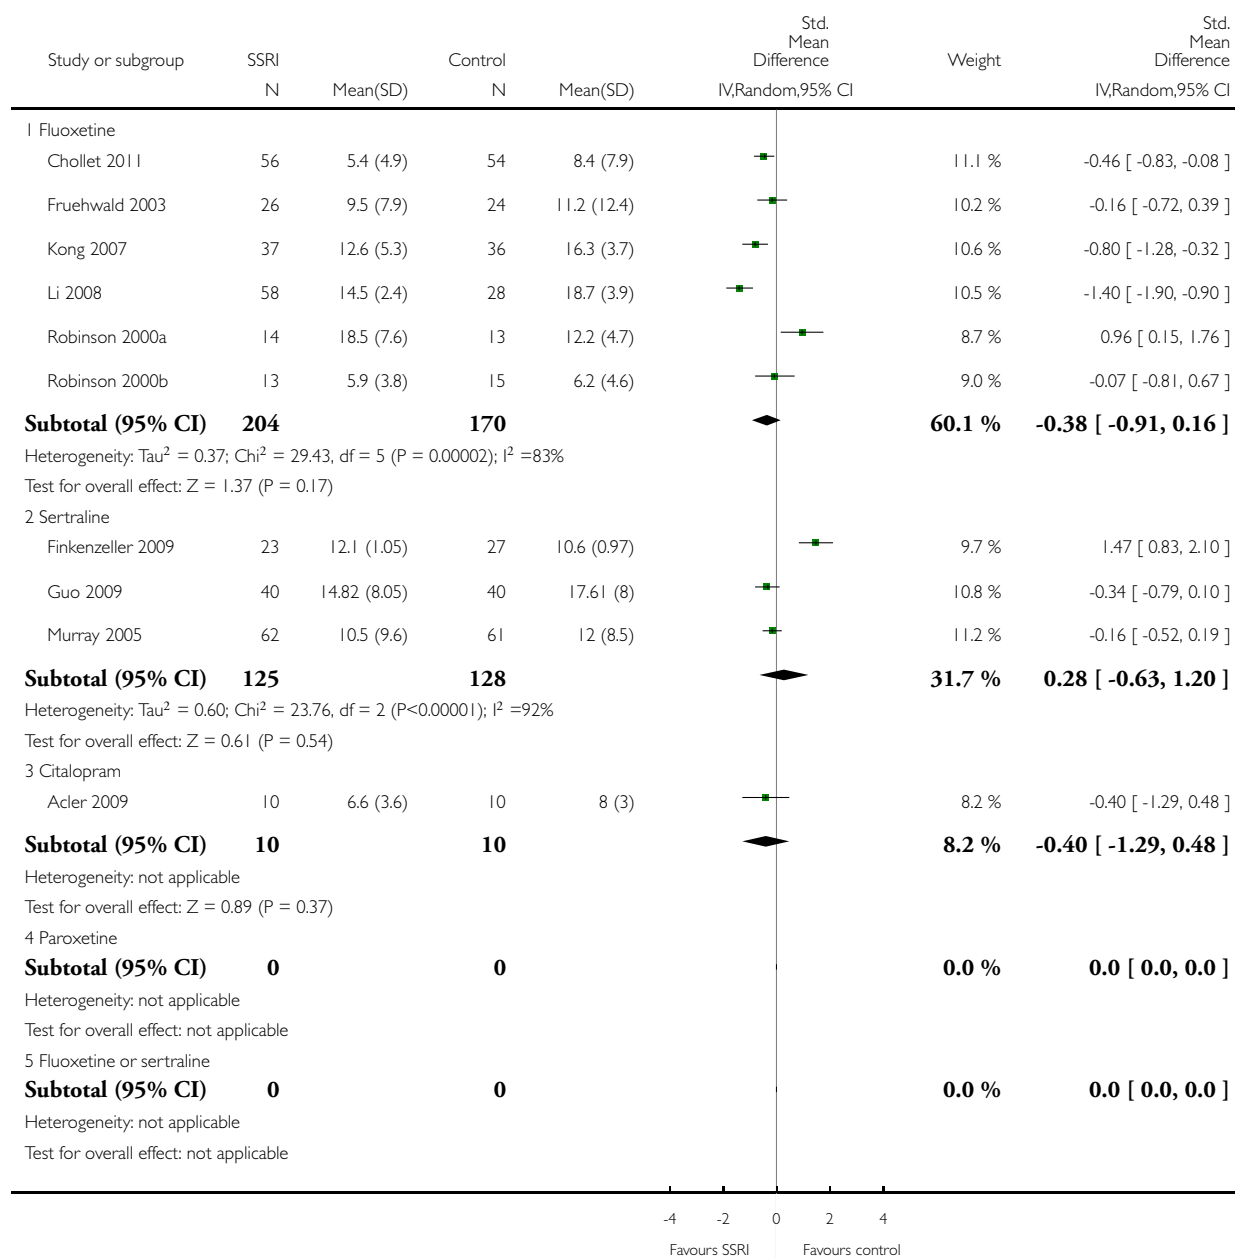 Study or subgroup SSRI Control Std. Mean Difference Weight Std. Mean Difference
N Mean(SD) N Mean(SD) IV,Random,95% CI IV,Random,95% CI
1 Fluoxetine
Chollet 2011 56 5.4 (4.9) 54 8.4 (7.9) 11.1 % -0.46 [ -0.83, -0.08 ]
Fruehwald 2003 26 9.5 (7.9) 24 11.2 (12.4) 10.2 % -0.16 [ -0.72, 0.39 ]
Kong 2007 37 12.6 (5.3) 36 16.3 (3.7) 10.6 % -0.80 [ -1.28, -0.32 ]
Li 2008 58 14.5 (2.4) 28 18.7 (3.9) 10.5 % -1.40 [ -1.90, -0.90 ]
Robinson 2000a 14 18.5 (7.6) 13 12.2 (4.7) 8.7 % 0.96 [ 0.15, 1.76 ]
Robinson 2000b 13 5.9 (3.8) 15 6.2 (4.6) 9.0 % -0.07 [ -0.81, 0.67 ]
Subtotal (95% CI) 204 170 60.1 % -0.38 [ -0.91, 0.16 ]
Heterogeneity: Tau² = 0.37; Chi² = 29.43, df = 5 (P = 0.00002); I² =83%
Test for overall effect: Z = 1.37 (P = 0.17)
2 Sertraline
Finkenzeller 2009 23 12.1 (1.05) 27 10.6 (0.97) 9.7 % 1.47 [ 0.83, 2.10 ]
Guo 2009 40 14.82 (8.05) 40 17.61 (8) 10.8 % -0.34 [ -0.79, 0.10 ]
Murray 2005 62 10.5 (9.6) 61 12 (8.5) 11.2 % -0.16 [ -0.52, 0.19 ]
Subtotal (95% CI) 125 128 31.7 % 0.28 [ -0.63, 1.20 ]
Heterogeneity: Tau² = 0.60; Chi² = 23.76, df = 2 (P<0.00001); I² =92%
Test for overall effect: Z = 0.61 (P = 0.54)
3 Citalopram
Acler 2009 10 6.6 (3.6) 10 8 (3) 8.2 % -0.40 [ -1.29, 0.48 ]
Subtotal (95% CI) 10 10 8.2 % -0.40 [ -1.29, 0.48 ]
Heterogeneity: not applicable
Test for overall effect: Z = 0.89 (P = 0.37)
4 Paroxetine
Subtotal (95% CI) 0 0 0.0 % 0.0 [ 0.0, 0.0 ]
Heterogeneity: not applicable
Test for overall effect: not applicable
5 Fluoxetine or sertraline
Subtotal (95% CI) 0 0 0.0 % 0.0 [ 0.0, 0.0 ]
Heterogeneity: not applicable
Test for overall effect: not applicable
-4 -2 0 2 4
Favours SSRI Favours control